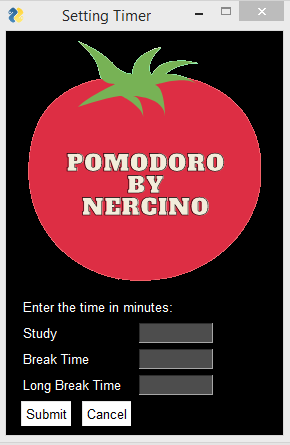 Setting Timer
POMODORO
BY
NERCINO
Enter the time in minutes:
Study
Break Time
Long Break Time
Submit Cancel